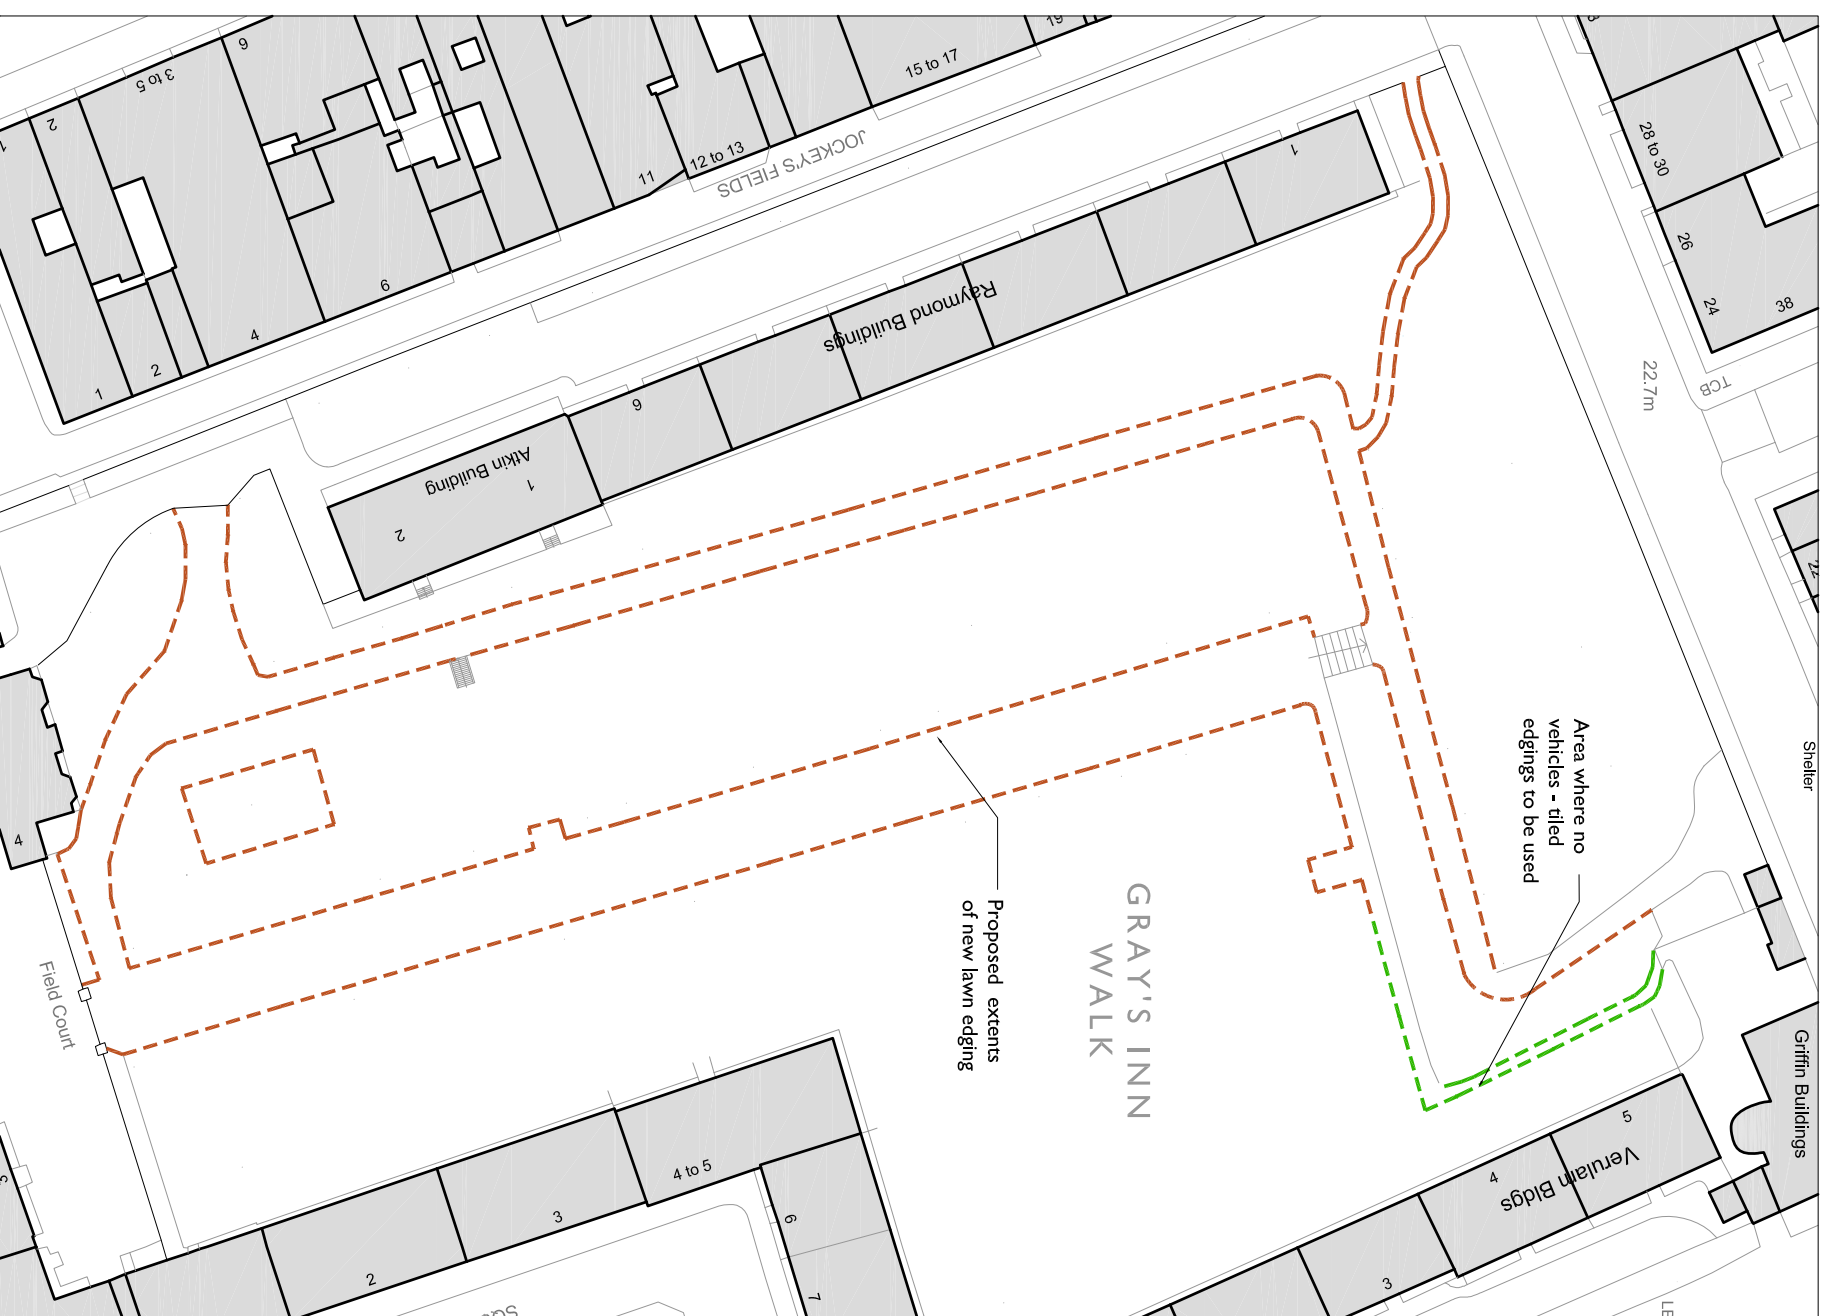 3 to 5
9
2
1
15 to 17
19
12 to 13
11
JOCKEY'S FIELDS
6
4
2
1
1
28 to 30
26
24
38
TCB
22.7m
Raymond Buildings
6
Atkin Building
1
2
22
Shelter
Area where no
vehicles - tiled
edgings to be used
4
Field Court
Proposed extents
of new lawn edging
GRAY'S INN
WALK
Griffin Buildings
5
4
Verulam Bldgs
3
4 to 5
3
2
6
7
3